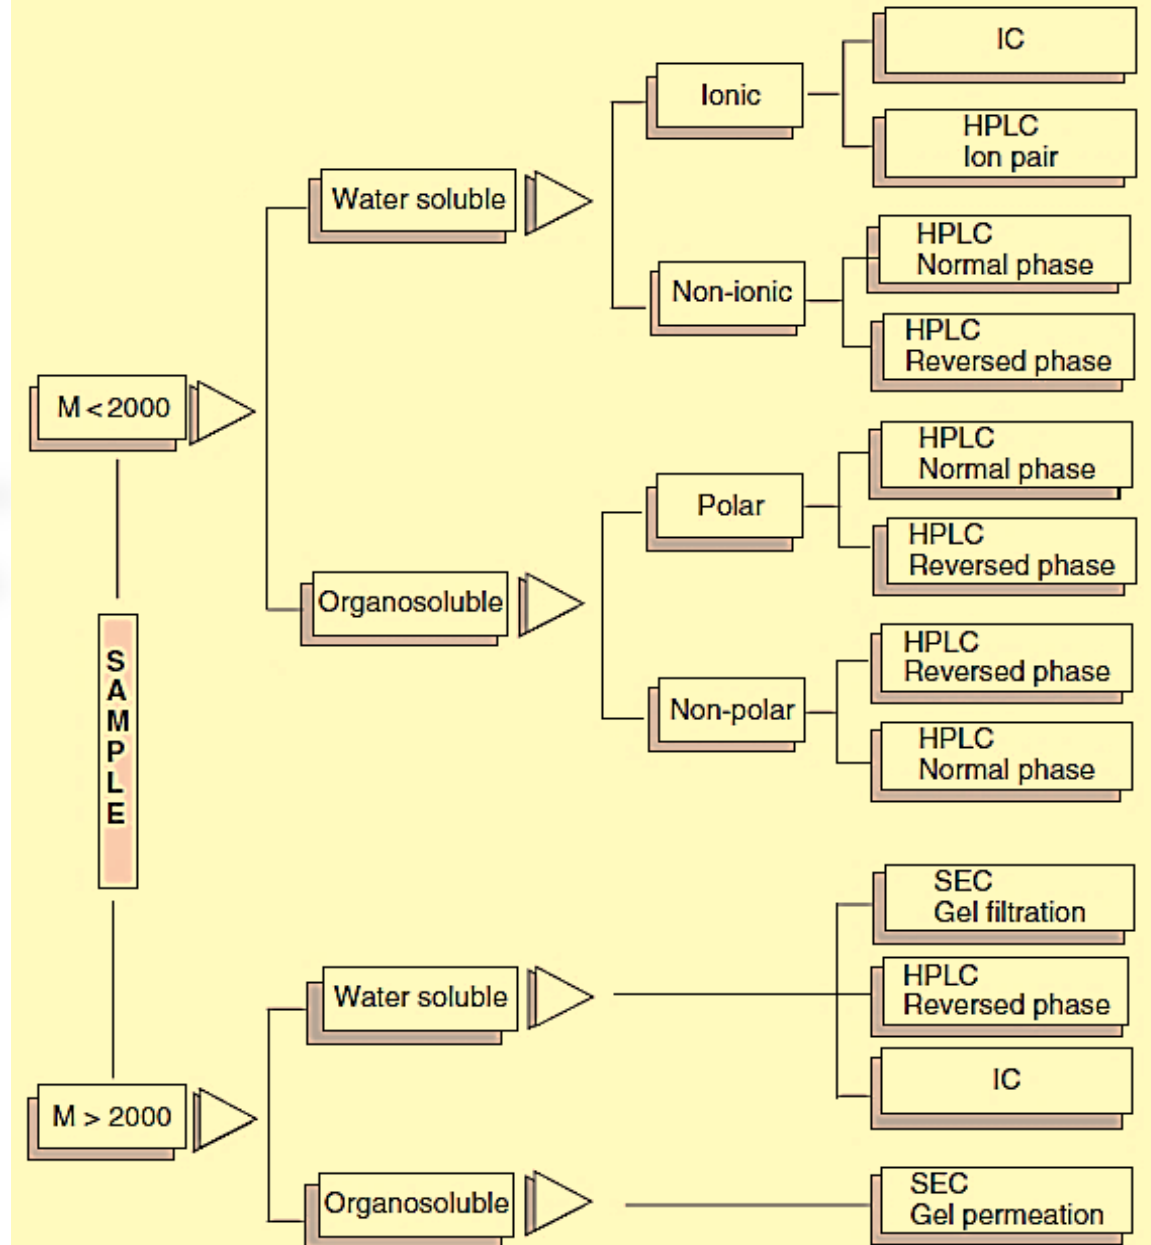 IC
Ionic
HPLC
Ion pair
Water soluble
HPLC
Normal phase
Non-ionic
HPLC
Reversed phase
M < 2000
HPLC
Normal phase
Polar
HPLC
Reversed phase
Organosoluble
HPLC
Reversed phase
Non-polar
HPLC
Normal phase
SAMPLE
SEC
Gel filtration
Water soluble
HPLC
Reversed phase
IC
M > 2000
Organosoluble
SEC
Gel permeation